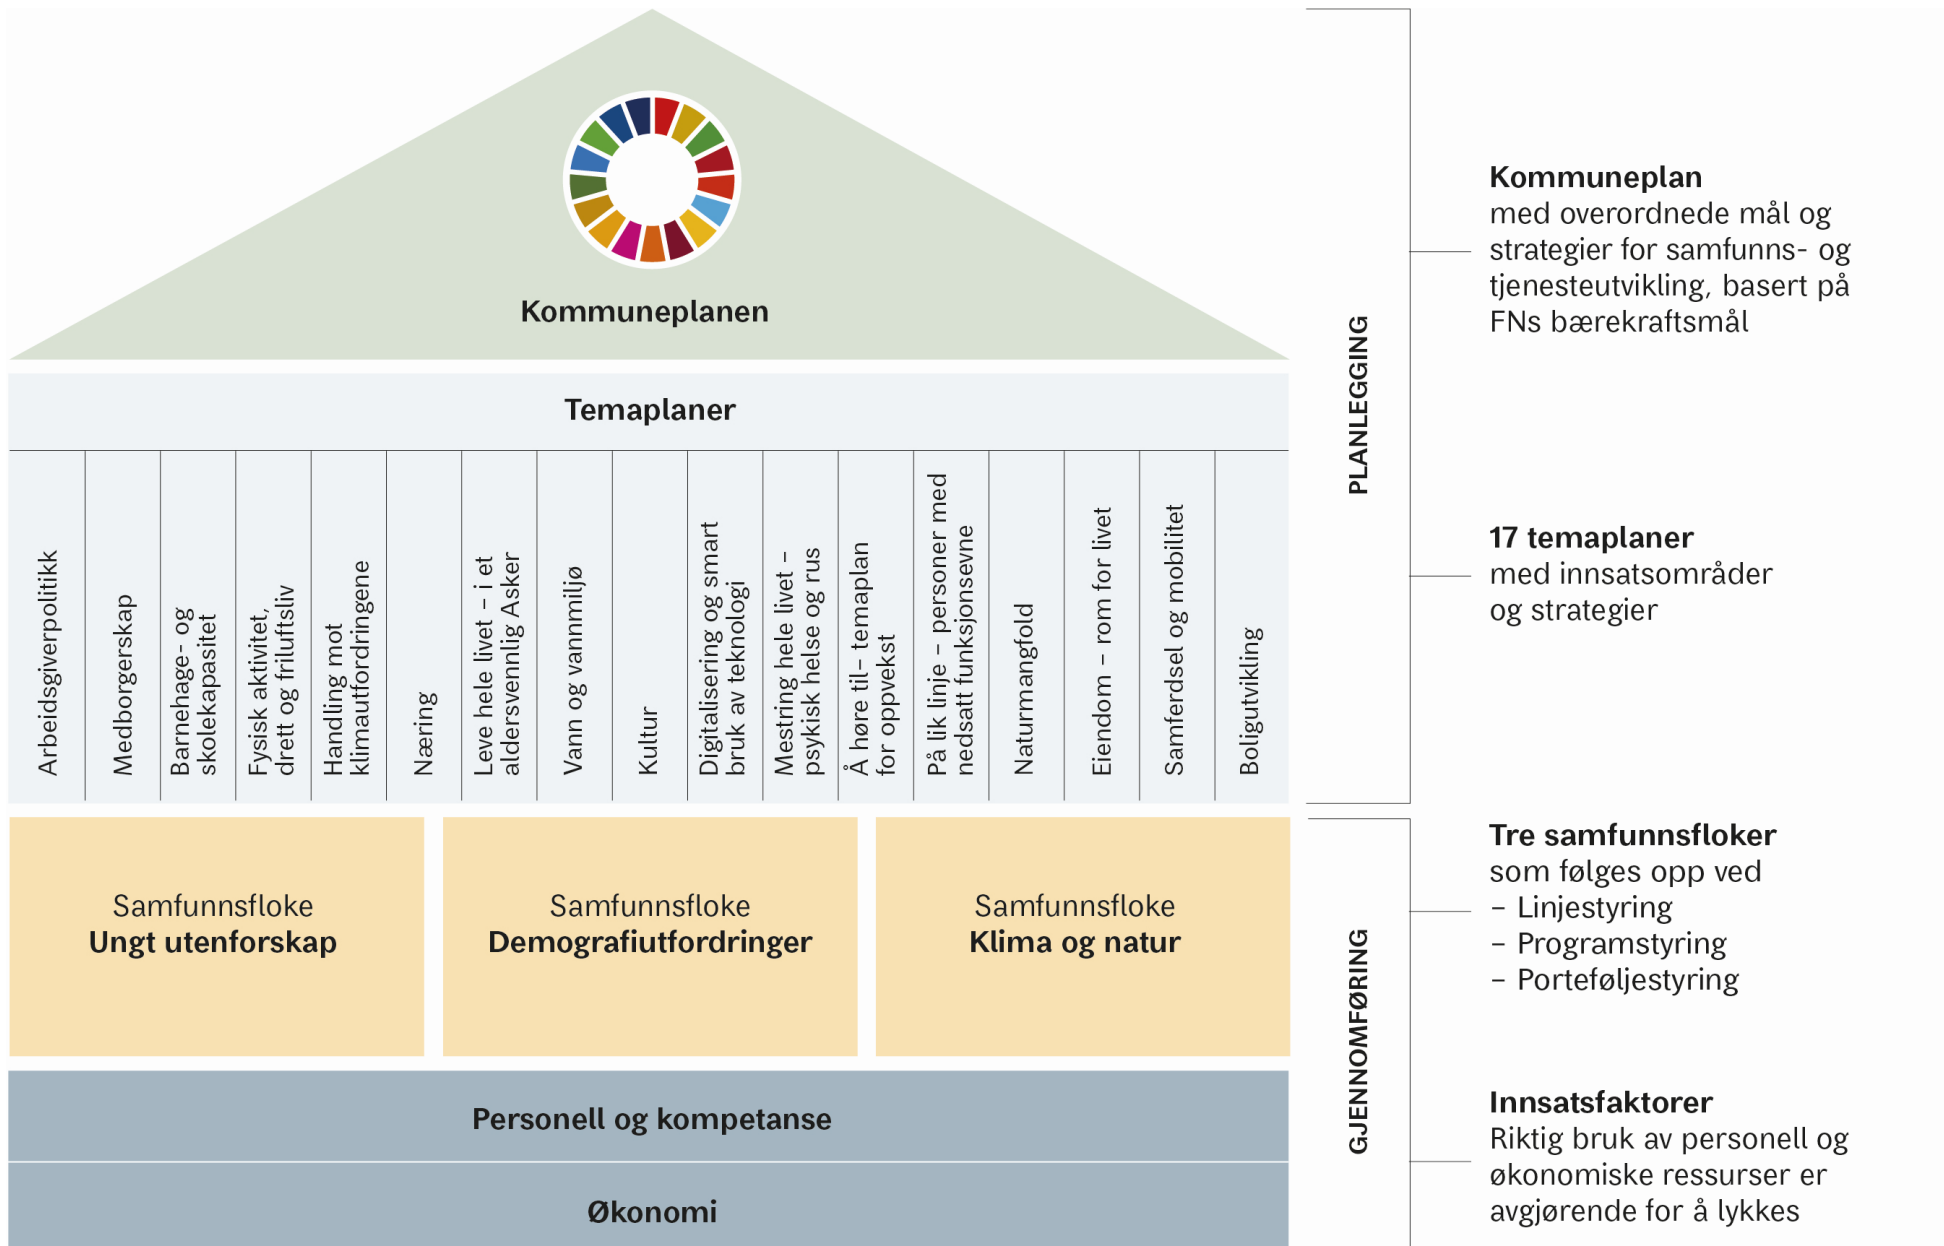 Kommuneplanen
Temaplaner
Arbeidsgiverpolitikk
Medborgerskap
Barnehage- og
skolekapasitet
Fysisk aktivitet,
drett og friluftsliv
Handling mot
klimautfordringene
Næring
Leve hele livet – i et
aldersvennlig Asker
Vann og vannmiljø
Kultur
Digitalisering og smart
bruk av teknologi
Mestring hele livet –
psykisk helse og rus
Å høre til– temaplan
for oppvekst
På lik linje – personer med
nedsatt funksjonsevne
Naturmangfold
Eiendom – rom for livet
Samferdsel og mobilitet
Boligutvikling
Samfunnsfloke
Ungt utenforskap
Samfunnsfloke
Demografiutfordringer
Samfunnsfloke
Klima og natur
Personell og kompetanse
Økonomi
PLANLEGGING
GJENNOMFØRING
Kommuneplan
med overordnede mål og
strategier for samfunns- og
tjenesteutvikling, basert på
FNs bærekraftsmål
17 temaplaner
med innsatsområder
og strategier
Tre samfunnsfloker
som følges opp ved
– Linjestyring
– Programstyring
– Porteføljestyring
Innsatsfaktorer
Riktig bruk av personell og
økonomiske ressurser er
avgjørende for å lykkes